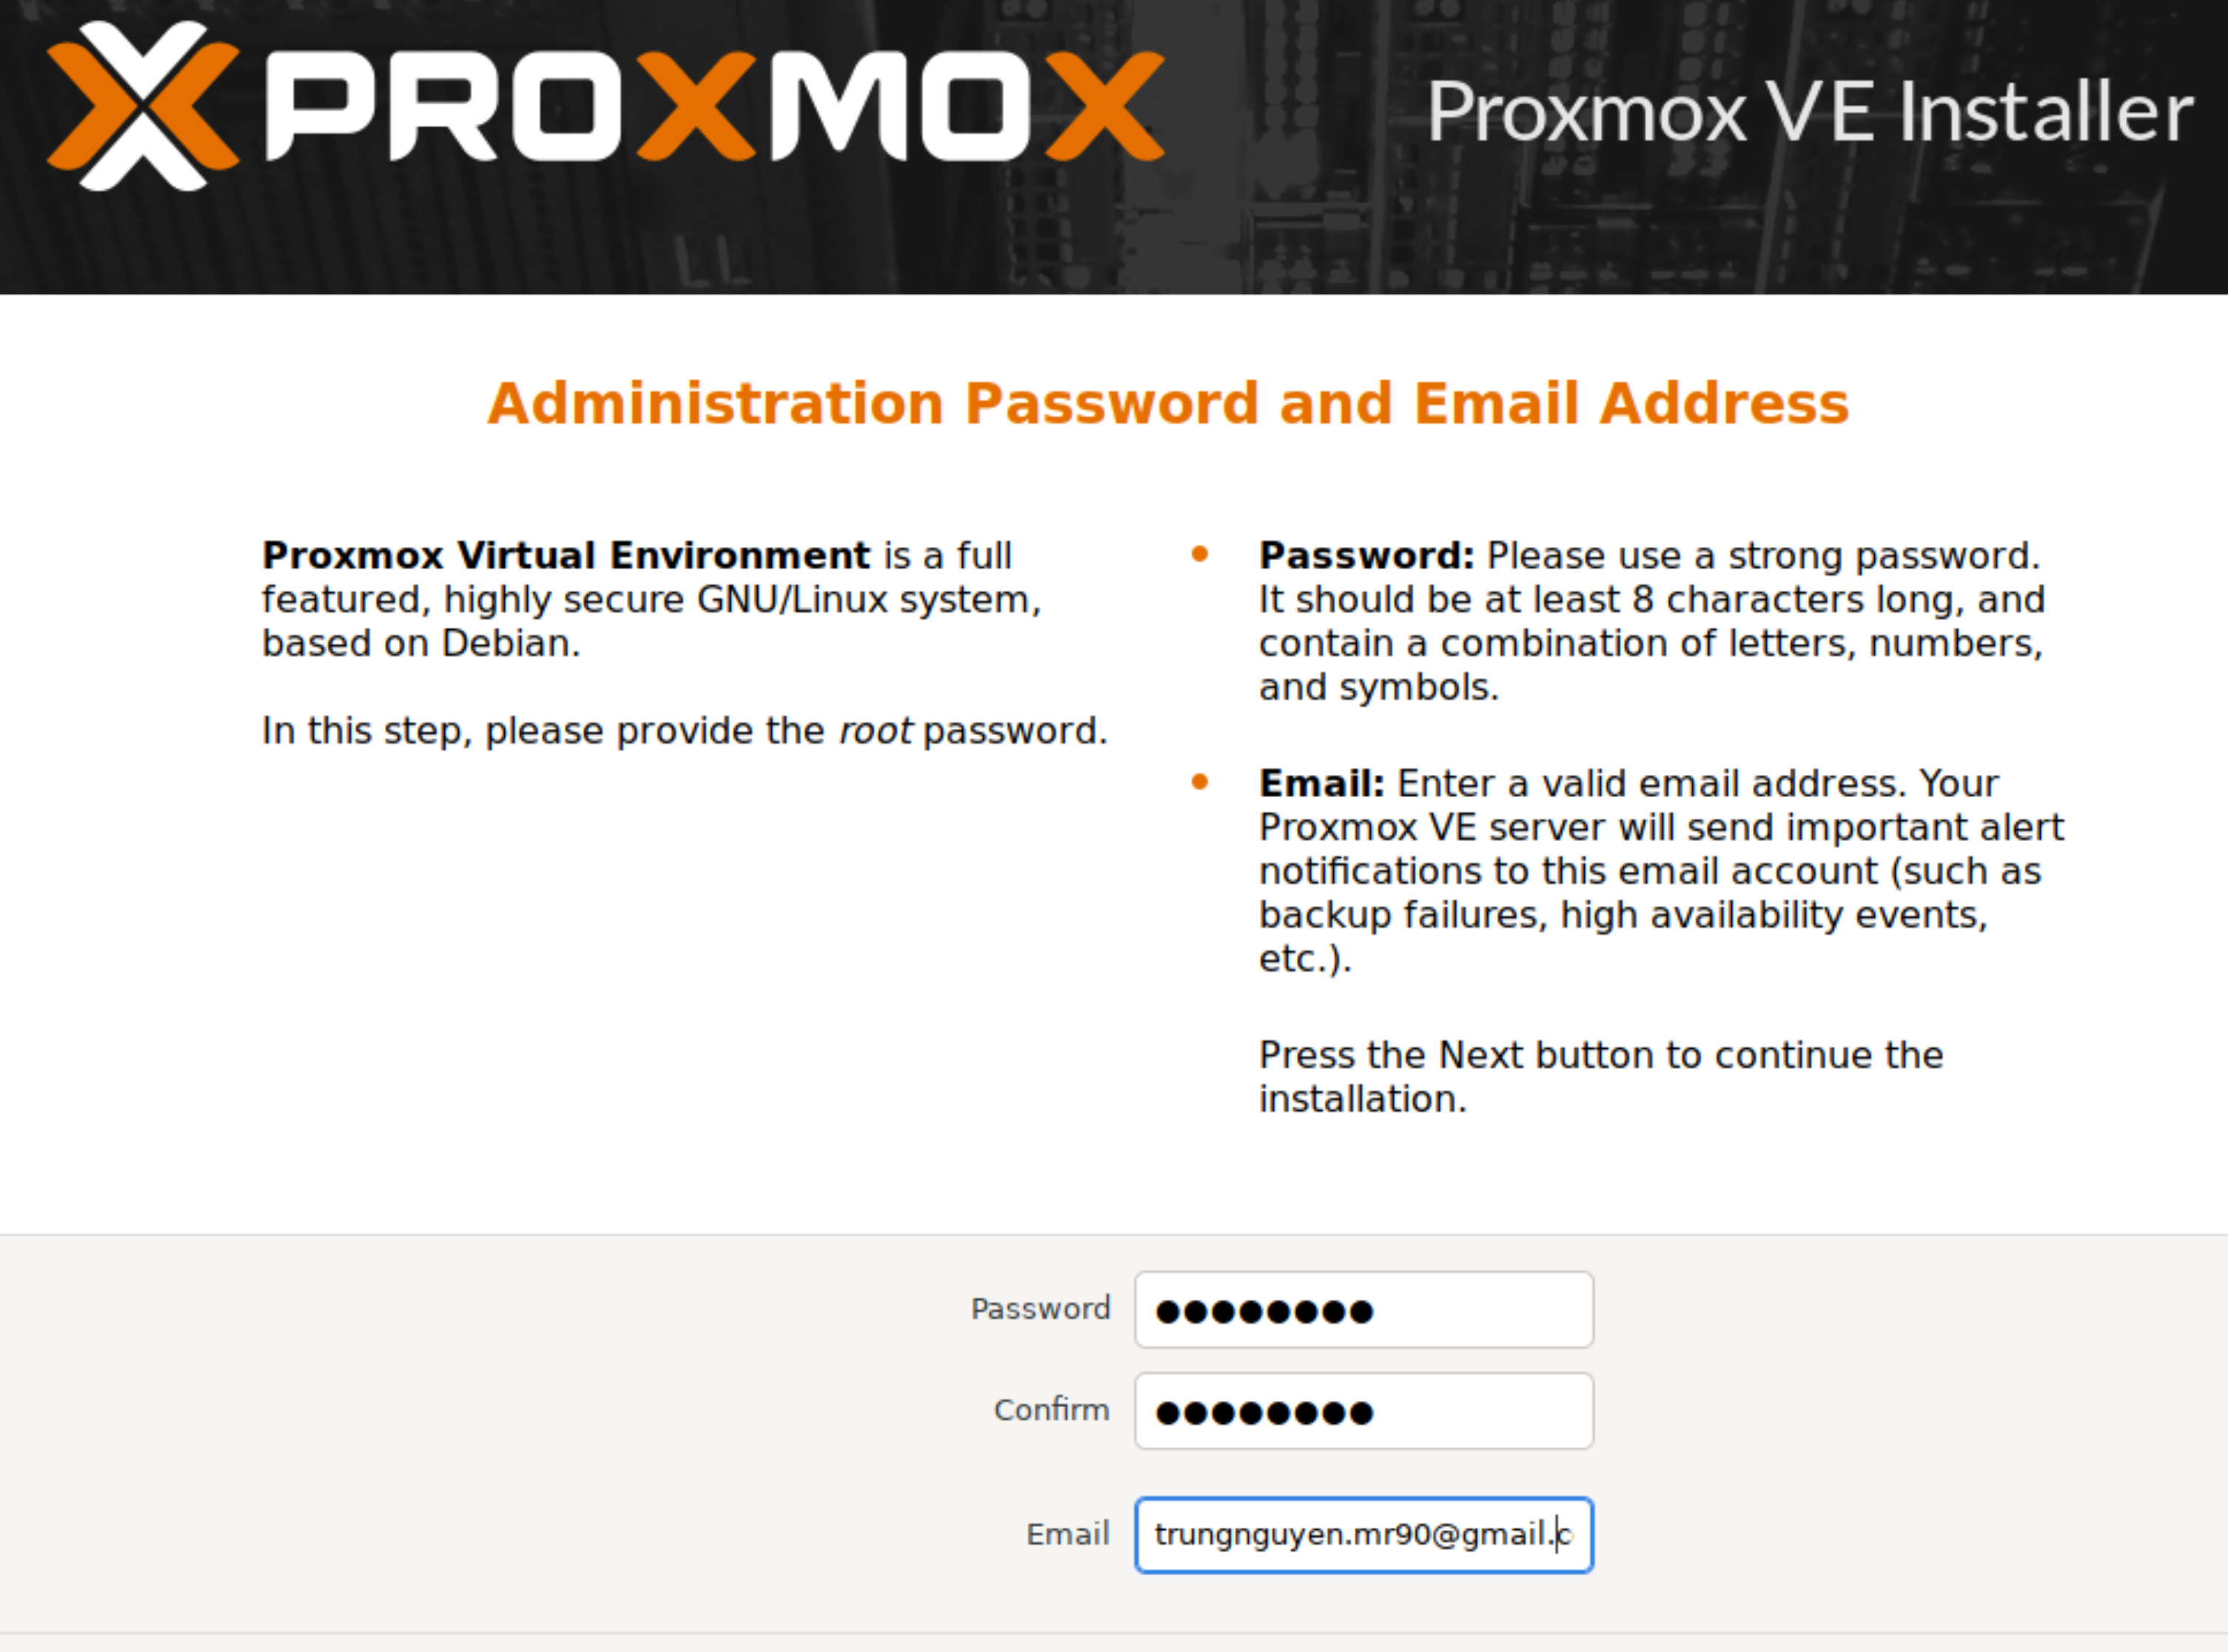 PROXMOX
Proxmox VE Installer
Administration Password and Email Address
Proxmox Virtual Environment is a full
featured, highly secure GNU/Linux system,
based on Debian.
In this step, please provide the root password.
Password: Please use a strong password.
It should be at least 8 characters long, and
contain a combination of letters, numbers,
and symbols.
Email: Enter a valid email address. Your
Proxmox VE server will send important alert
notifications to this email account (such as
backup failures, high availability events,
etc.).
Press the Next button to continue the
installation.
Password ●●●●●●●●
Confirm ●●●●●●●●
Email trungnguyen.mr90@gmail.c